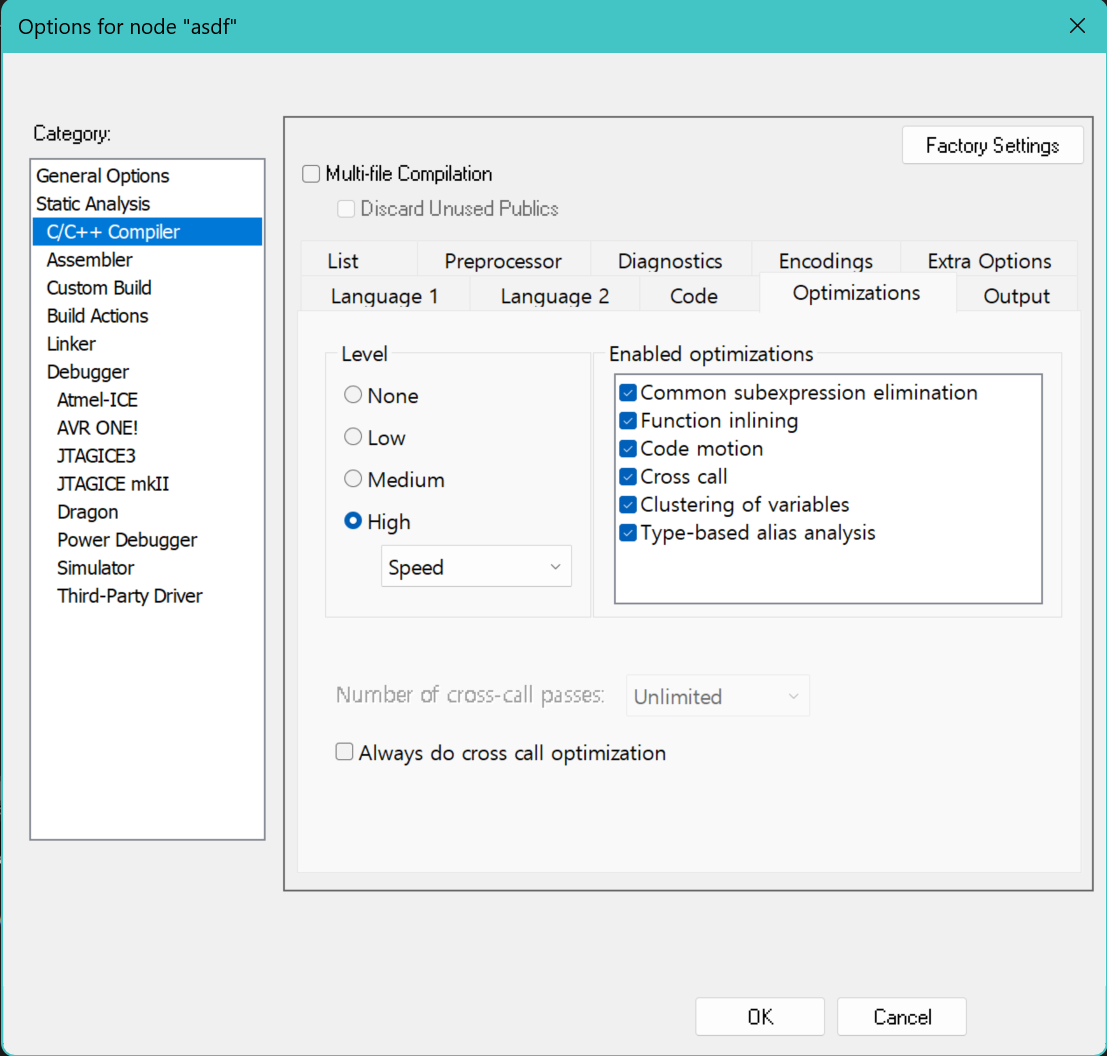 Options for node "asdf"
Category:
General Options
Static Analysis
C/C++ Compiler
Assembler
Custom Build
Build Actions
Linker
Debugger
Atmel-ICE
AVR ONE!
JTAGICE3
JTAGICE mkII
Dragon
Power Debugger
Simulator
Third-Party Driver
Factory Settings
Multi-file Compilation
Discard Unused Publics
List Preprocessor Diagnostics Encodings Extra Options
Language 1 Language 2 Code Optimizations Output
Level
None
Low
Medium
High
Speed
Enabled optimizations
Common subexpression elimination
Function inlining
Code motion
Cross call
Clustering of variables
Type-based alias analysis
Number of cross-call passes: Unlimited
Always do cross call optimization
OK Cancel